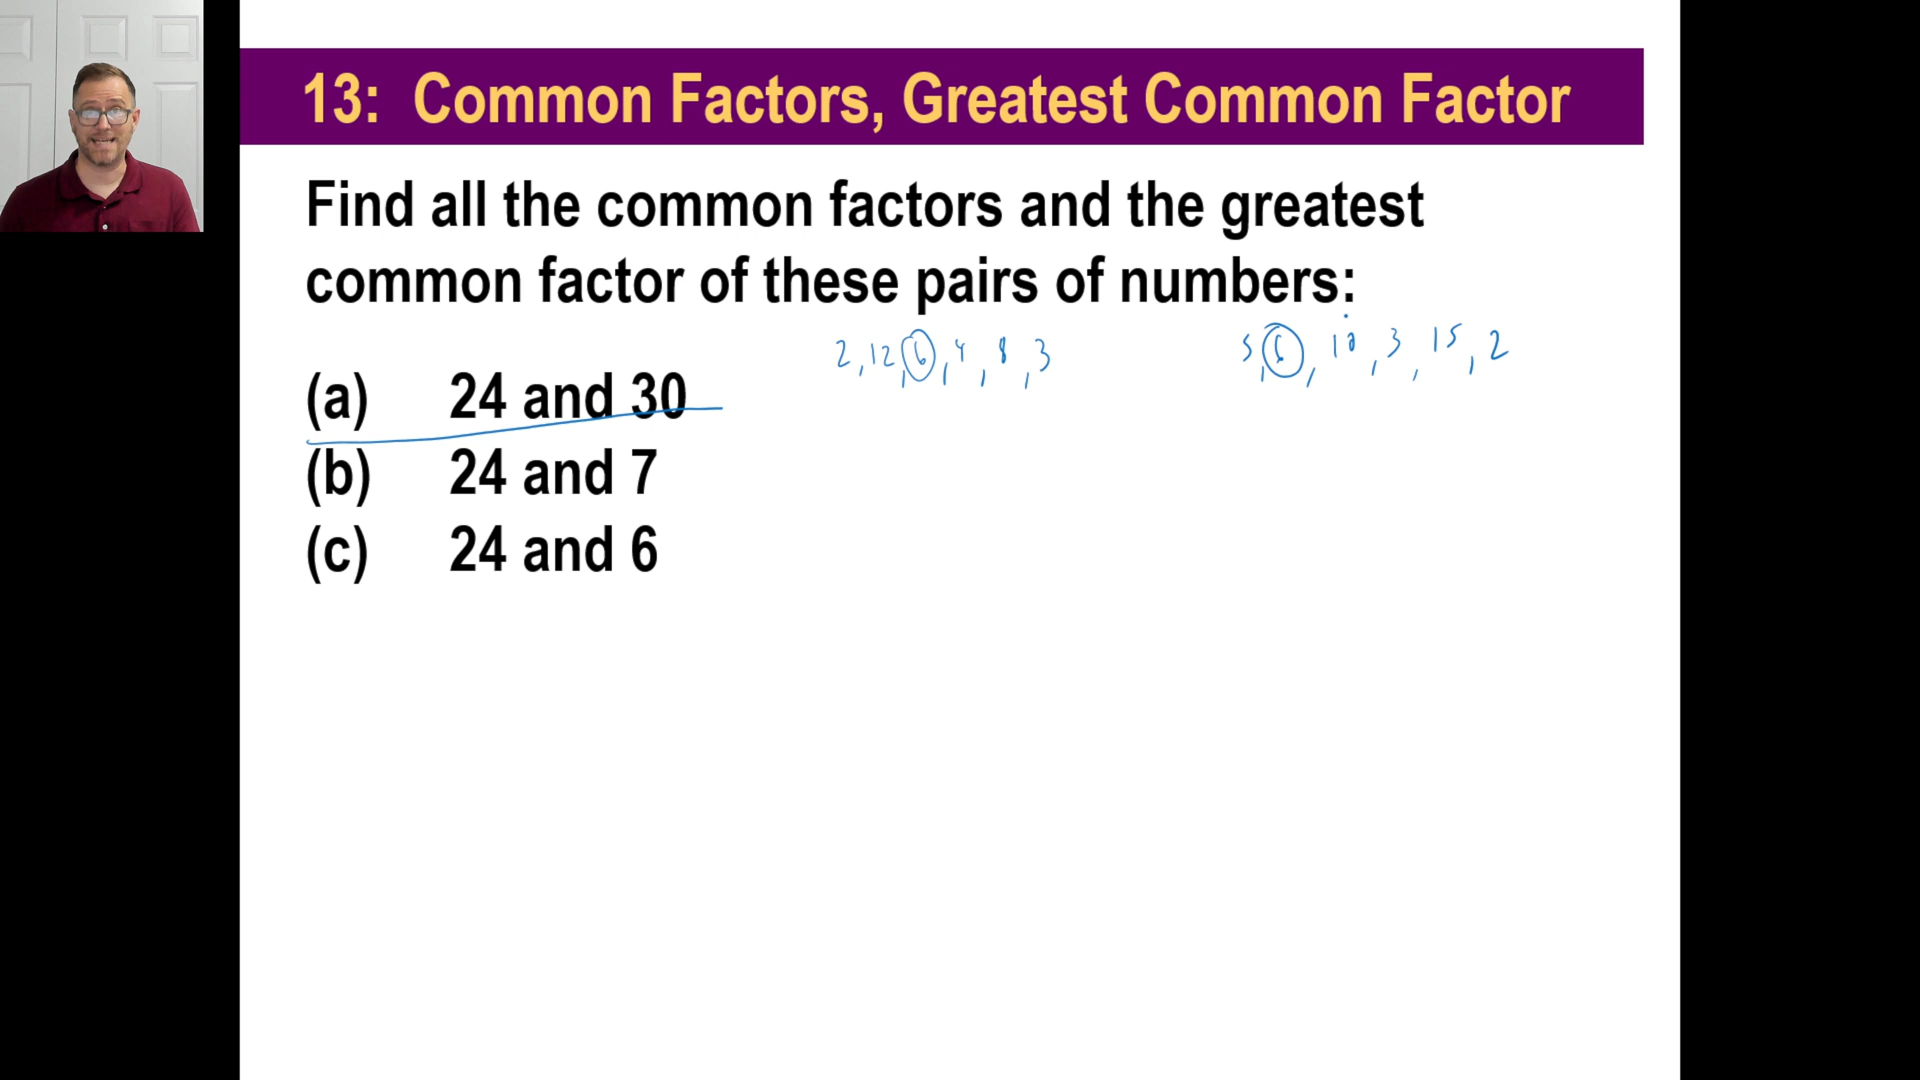 13: Common Factors, Greatest Common Factor
Find all the common factors and the greatest
common factor of these pairs of numbers:
2, 12, 6, 4, 8, 3
5, 6, 10, 3, 15, 2
(a) 24 and 30
(b) 24 and 7
(c) 24 and 6